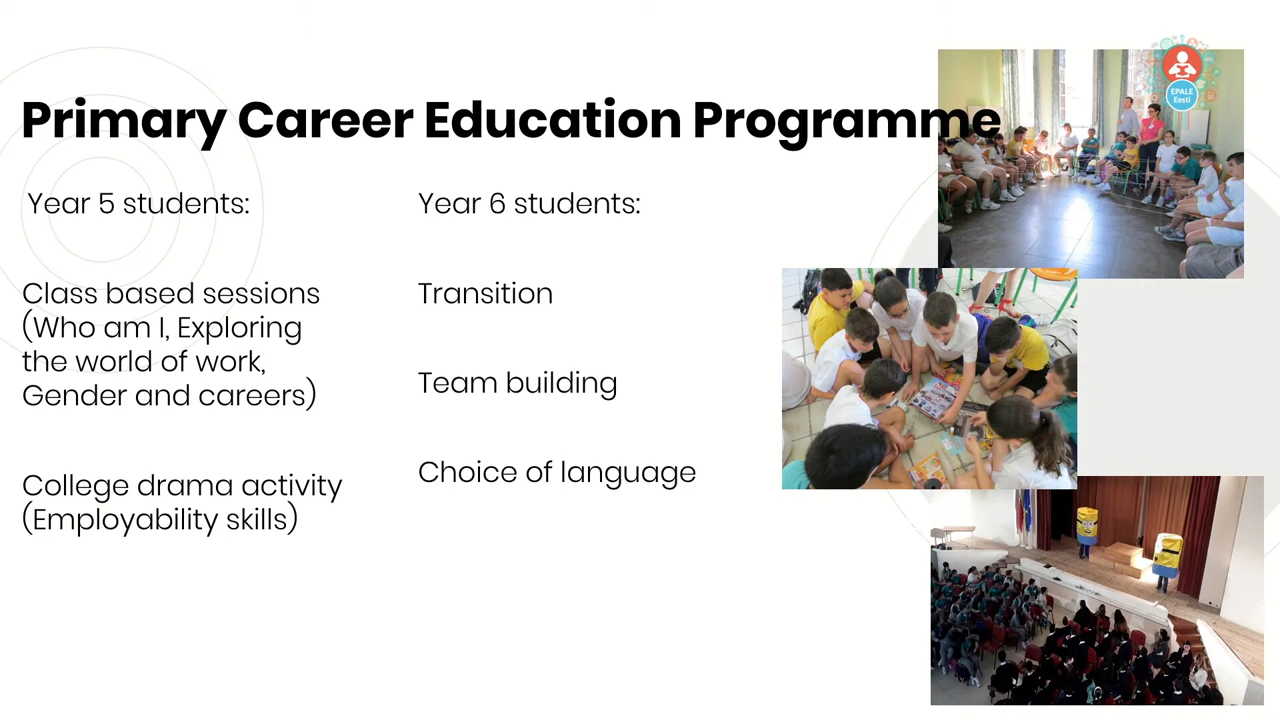 Primary Career Education Programme
Year 5 students:
Class based sessions
(Who am I, Exploring
the world of work,
Gender and careers)
College drama activity
(Employability skills)
Year 6 students:
Transition
Team building
Choice of language
EPALE
Eesti